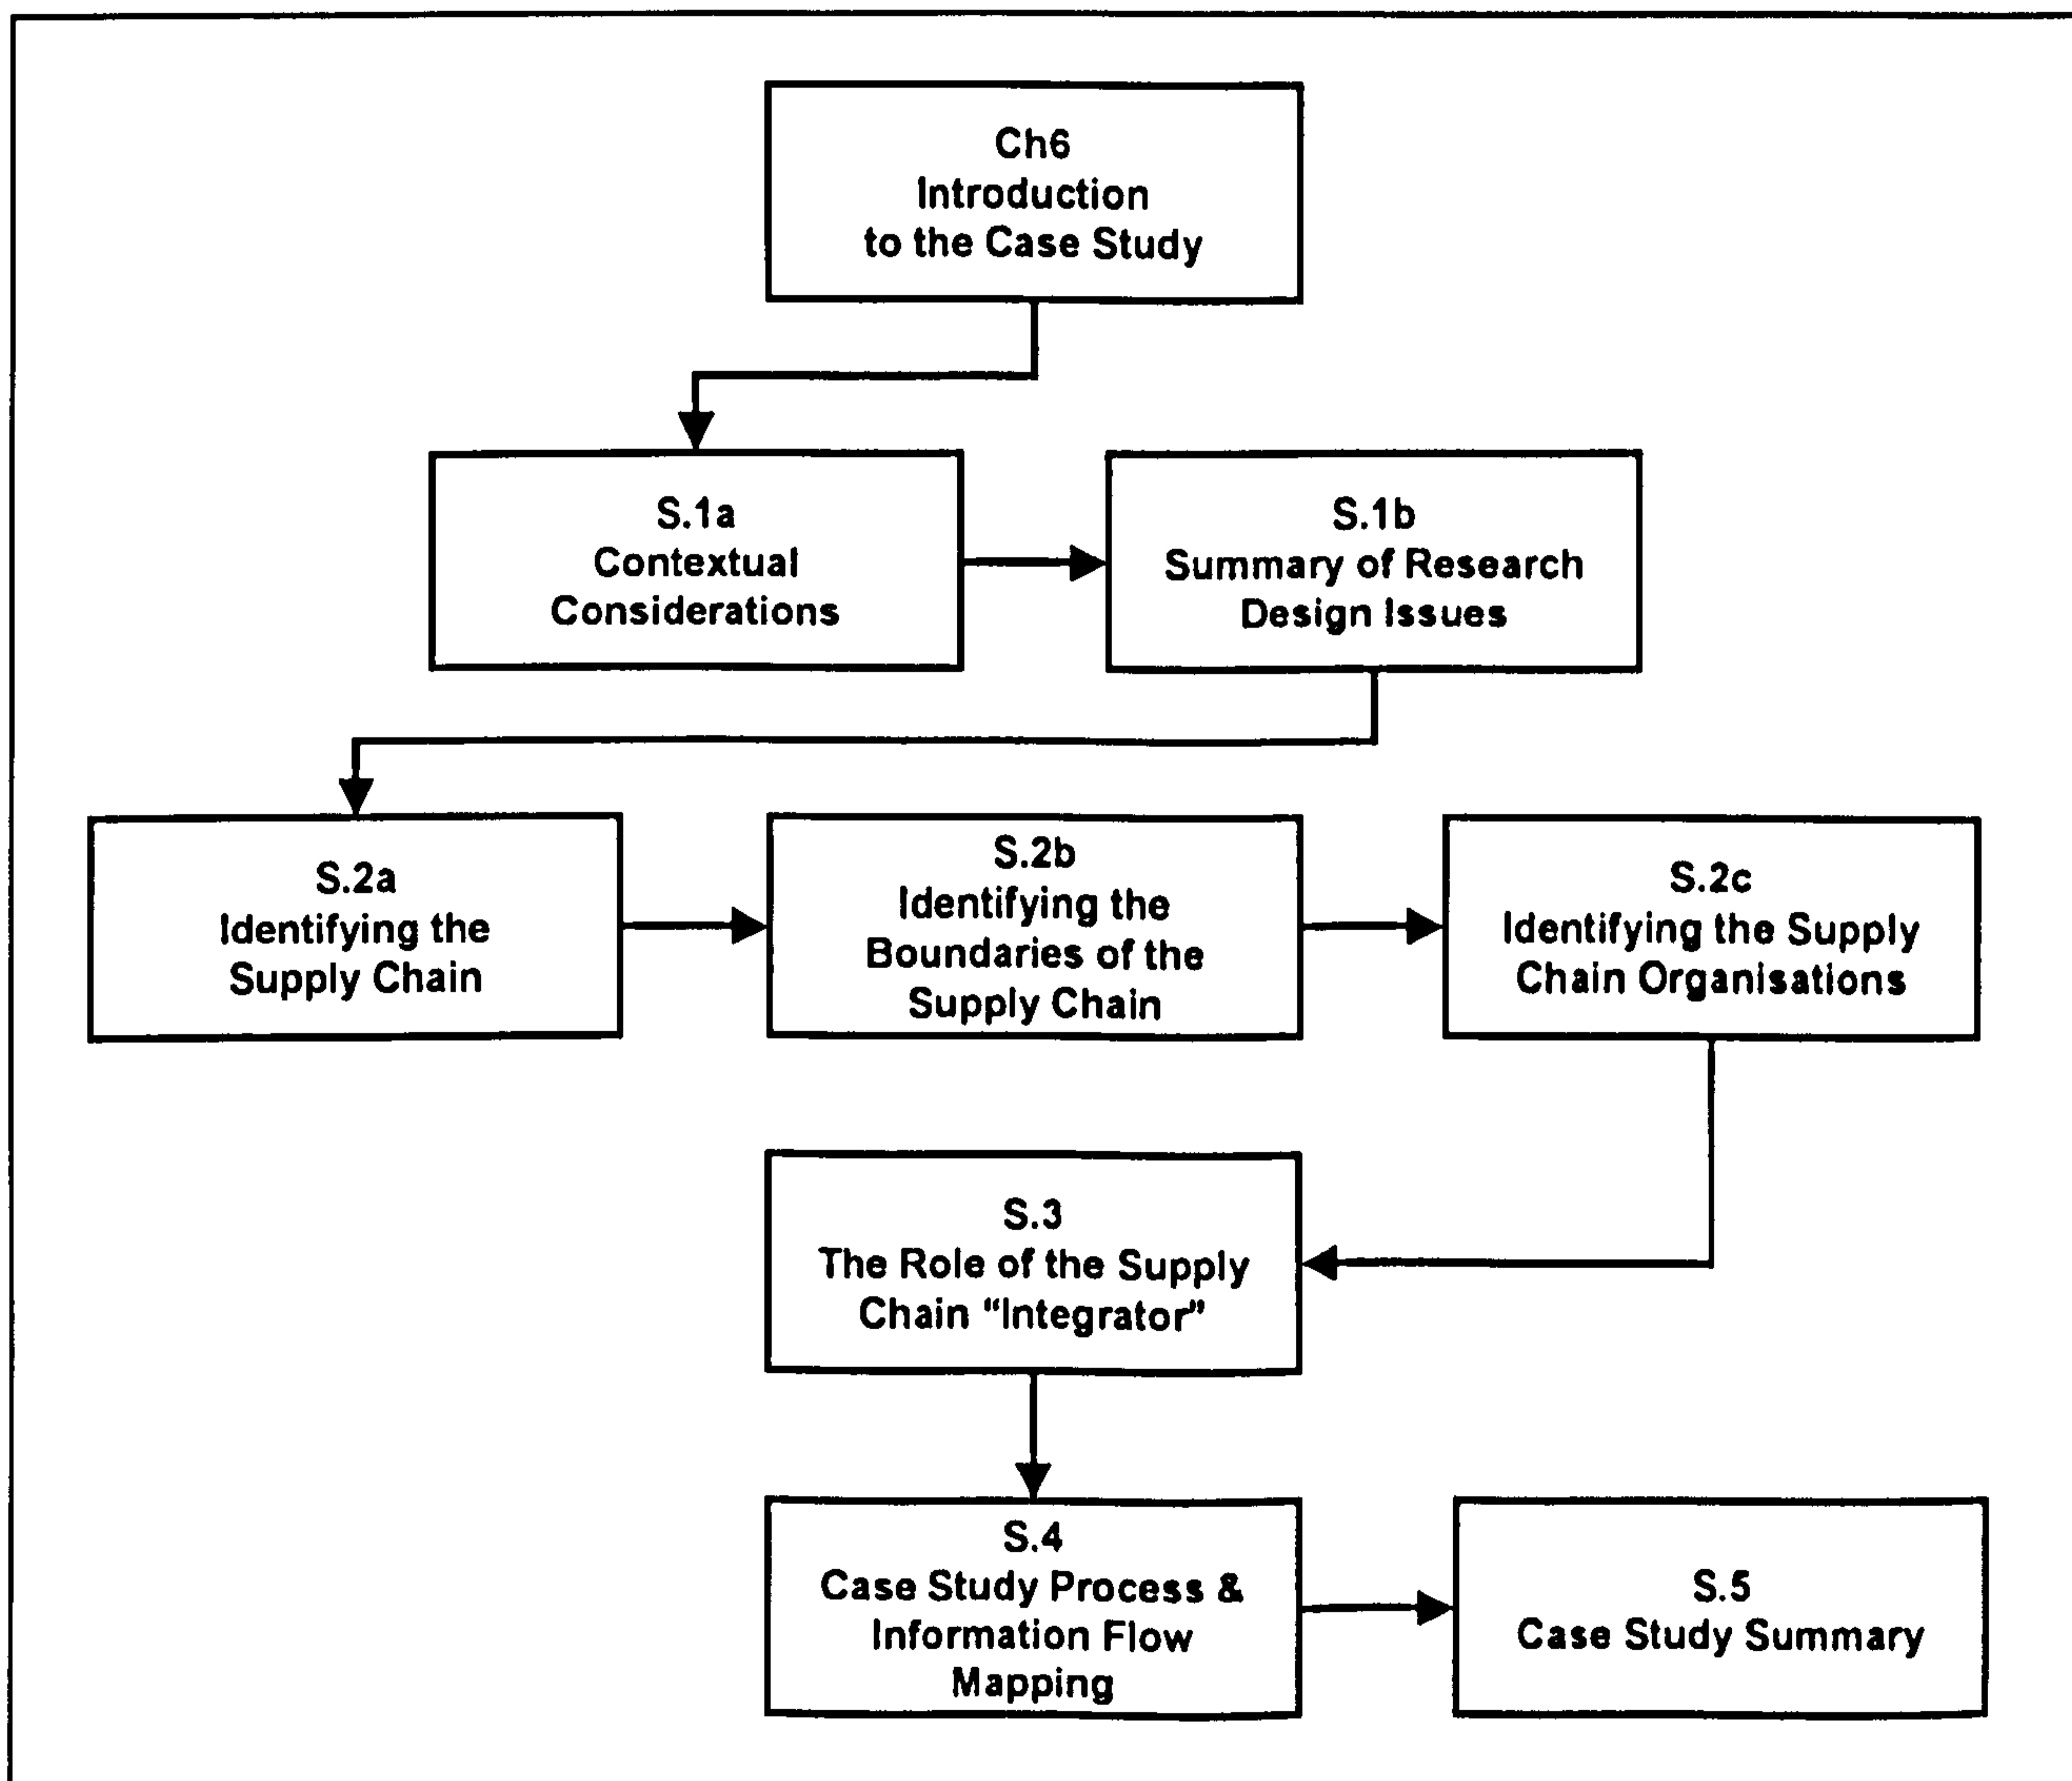 Ch6
Introduction
to the Case Study
S.1a
Contextual
Considerations
S.1b
Summary of Research
Design Issues
S.2a
Identifying the
Supply Chain
S.2b
Identifying the
Boundaries of the
Supply Chain
S.2c
Identifying the Supply
Chain Organisations
S.3
The Role of the Supply
Chain “Integrator”
S.4
Case Study Process &
Information Flow
Mapping
S.5
Case Study Summary